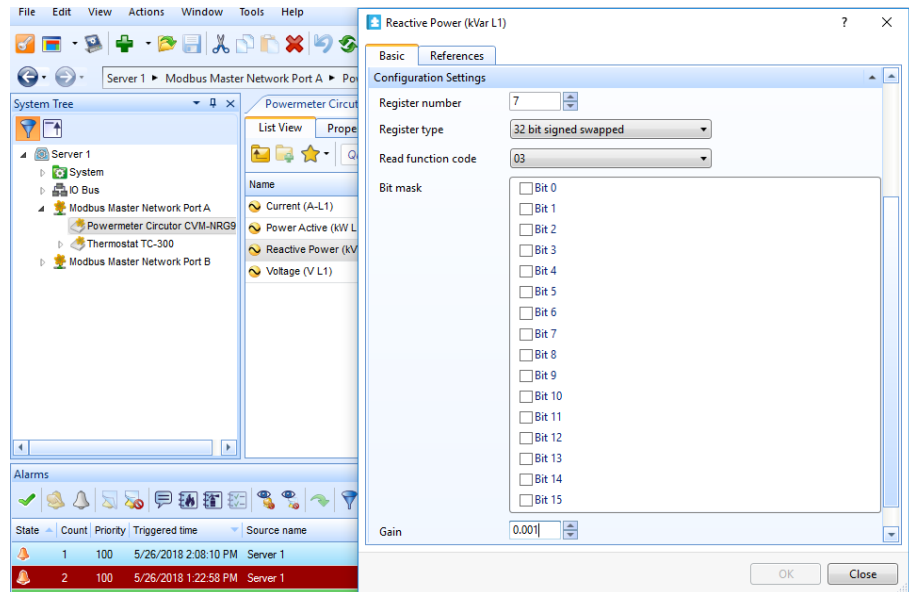 File Edit View Actions Window Tools Help
Server 1 ▸ Modbus Master Network Port A ▸ Po
System Tree
Server 1
System
IO Bus
Modbus Master Network Port A
Powermeter Circutor CVM-NRG9
Thermostat TC-300
Modbus Master Network Port B
Powermeter Circut
List View Prope
Name
Current (A-L1)
Power Active (kW L
Reactive Power (kV
Voltage (V L1)
Alarms
State Count Priority Triggered time Source name
1 100 5/26/2018 2:08:10 PM Server 1
2 100 5/26/2018 1:22:58 PM Server 1
Reactive Power (kVar L1)
Basic References
Configuration Settings
Register number 7
Register type 32 bit signed swapped
Read function code 03
Bit mask
Bit 0
Bit 1
Bit 2
Bit 3
Bit 4
Bit 5
Bit 6
Bit 7
Bit 8
Bit 9
Bit 10
Bit 11
Bit 12
Bit 13
Bit 14
Bit 15
Gain 0.001
OK Close